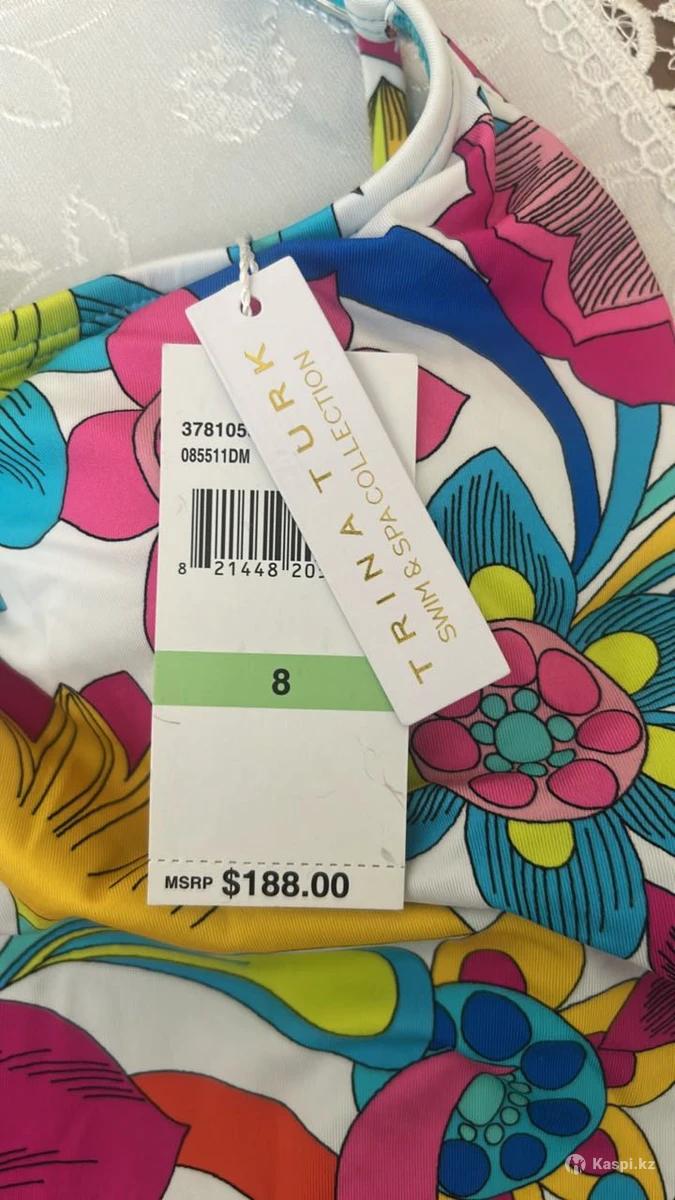 TRINA TURK
SWIM & SPA COLLECTION
378105
085511DM
8 21448 20
8
MSRP $188.00
Kaspi.kz